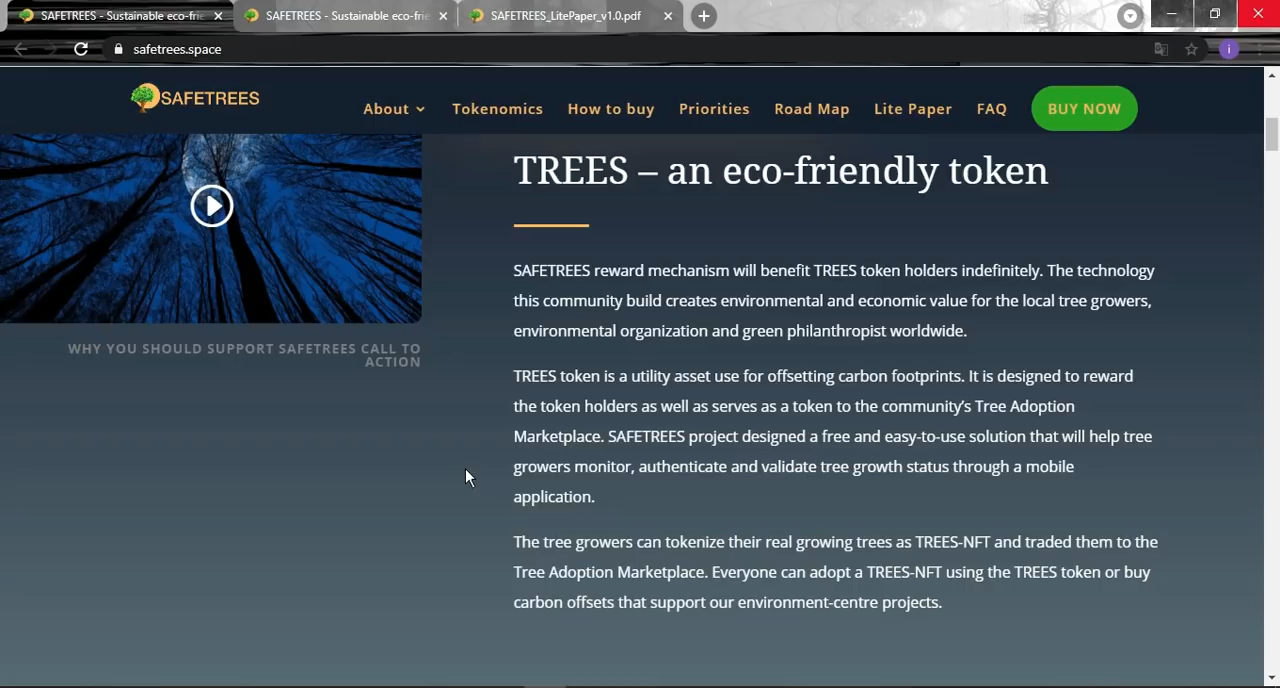 SAFETREES - Sustainable eco-frie
SAFETREES - Sustainable eco-frie
SAFETREES_LitePaper_v1.0.pdf
safetrees.space
i
SAFETREES
About
Tokenomics
How to buy
Priorities
Road Map
Lite Paper
FAQ
BUY NOW
WHY YOU SHOULD SUPPORT SAFETREES CALL TO
ACTION
TREES – an eco-friendly token
SAFETREES reward mechanism will benefit TREES token holders indefinitely. The technology
this community build creates environmental and economic value for the local tree growers,
environmental organization and green philanthropist worldwide.
TREES token is a utility asset use for offsetting carbon footprints. It is designed to reward
the token holders as well as serves as a token to the community's Tree Adoption
Marketplace. SAFETREES project designed a free and easy-to-use solution that will help tree
growers monitor, authenticate and validate tree growth status through a mobile
application.
The tree growers can tokenize their real growing trees as TREES-NFT and traded them to the
Tree Adoption Marketplace. Everyone can adopt a TREES-NFT using the TREES token or buy
carbon offsets that support our environment-centre projects.